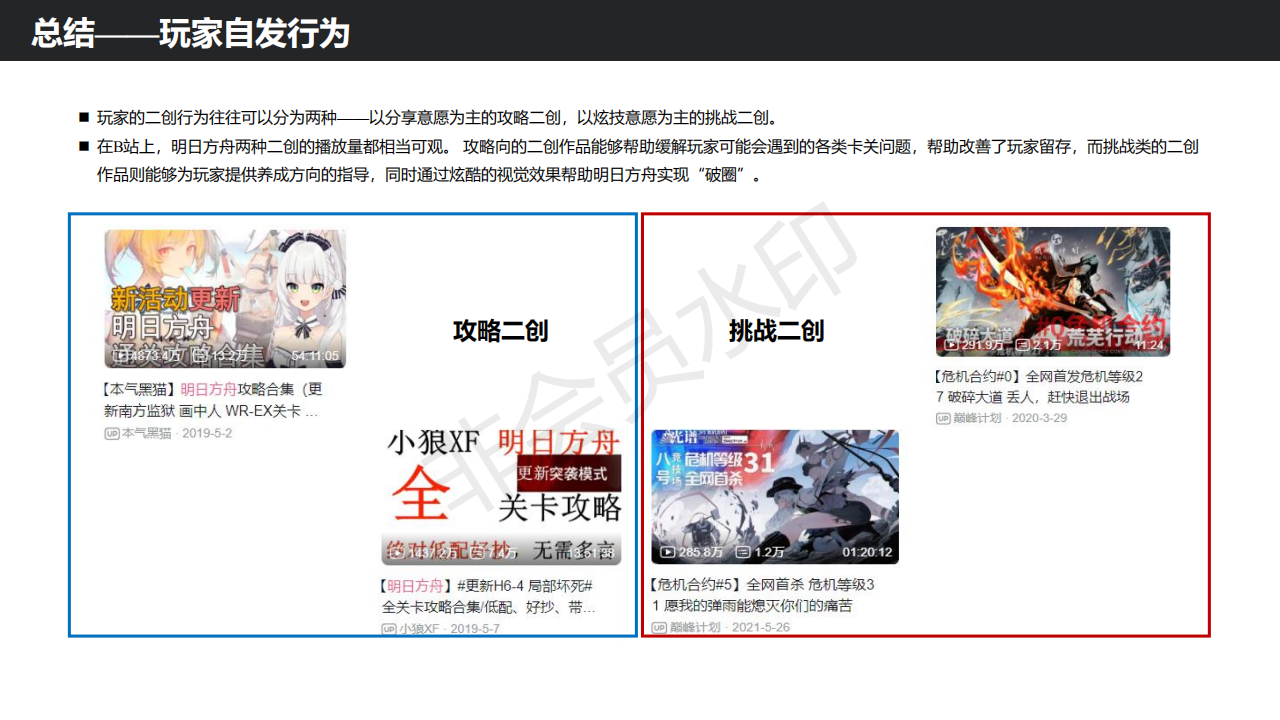 总结——玩家自发行为
■ 玩家的二创行为往往可以分为两种——以分享意愿为主的攻略二创，以炫技意愿为主的挑战二创。
■ 在B站上，明日方舟两种二创的播放量都相当可观。 攻略向的二创作品能够帮助缓解玩家可能会遇到的各类卡关问题，帮助改善了玩家留存，而挑战类的二创
作品则能够为玩家提供养成方向的指导，同时通过炫酷的视觉效果帮助明日方舟实现“破圈”。
新活动更新
明日方舟
通关攻略合集
4873.4万 13.2万 54:11:05
【本气黑猫】明日方舟攻略合集（更
新南方监狱 画中人 WR-EX关卡 ...
UP 本气黑猫 · 2019-5-2
攻略二创
小狼XF 明日方舟
全
更新突袭模式
关卡攻略
绝对低配好抄，无需多言
13:51:38
【明日方舟】#更新H6-4 局部坏死#
全关卡攻略合集/低配、好抄、带...
UP 小狼XF · 2019-5-7
挑战二创
#0危机合约
破碎大道 荒芜行动
291.9万 2.1万 11:24
【危机合约#0】全网首发危机等级2
7 破碎大道 丢人，赶快退出战场
UP 巅峰计划 · 2020-3-29
光谱
八号竞技场
危机等级31
全网首杀
285.8万 1.2万 01:20:12
【危机合约#5】全网首杀 危机等级3
1 愿我的弹雨能熄灭你们的痛苦
UP 巅峰计划 · 2021-5-26
非会员水印